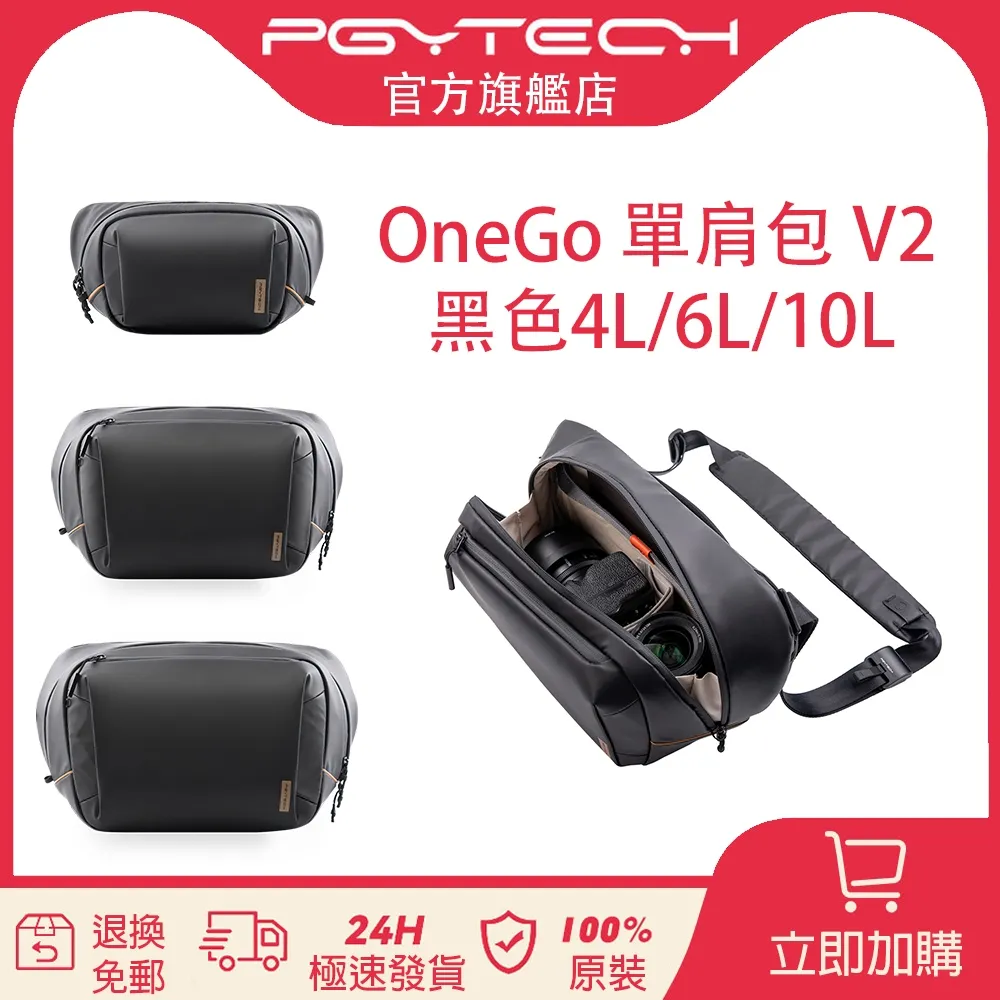 PGYTECH
官方旗艦店
OneGo 單肩包 V2
黑色4L/6L/10L
退換
免郵
24H
極速發貨
100%
原裝
立即加購